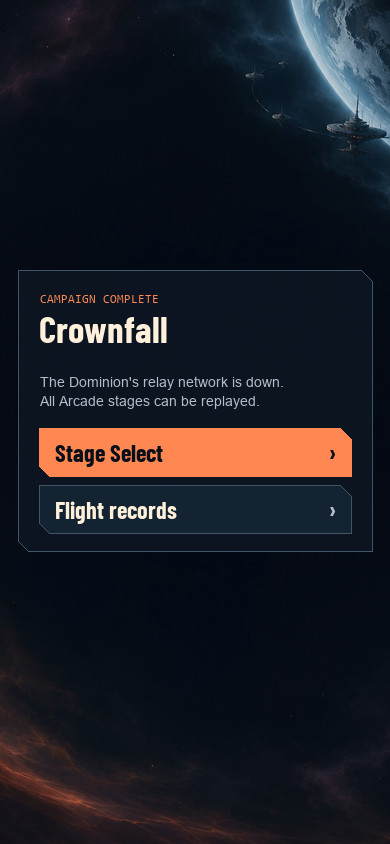 CAMPAIGN COMPLETE
Crownfall
The Dominion's relay network is down.
All Arcade stages can be replayed.
Stage Select ›
Flight records ›